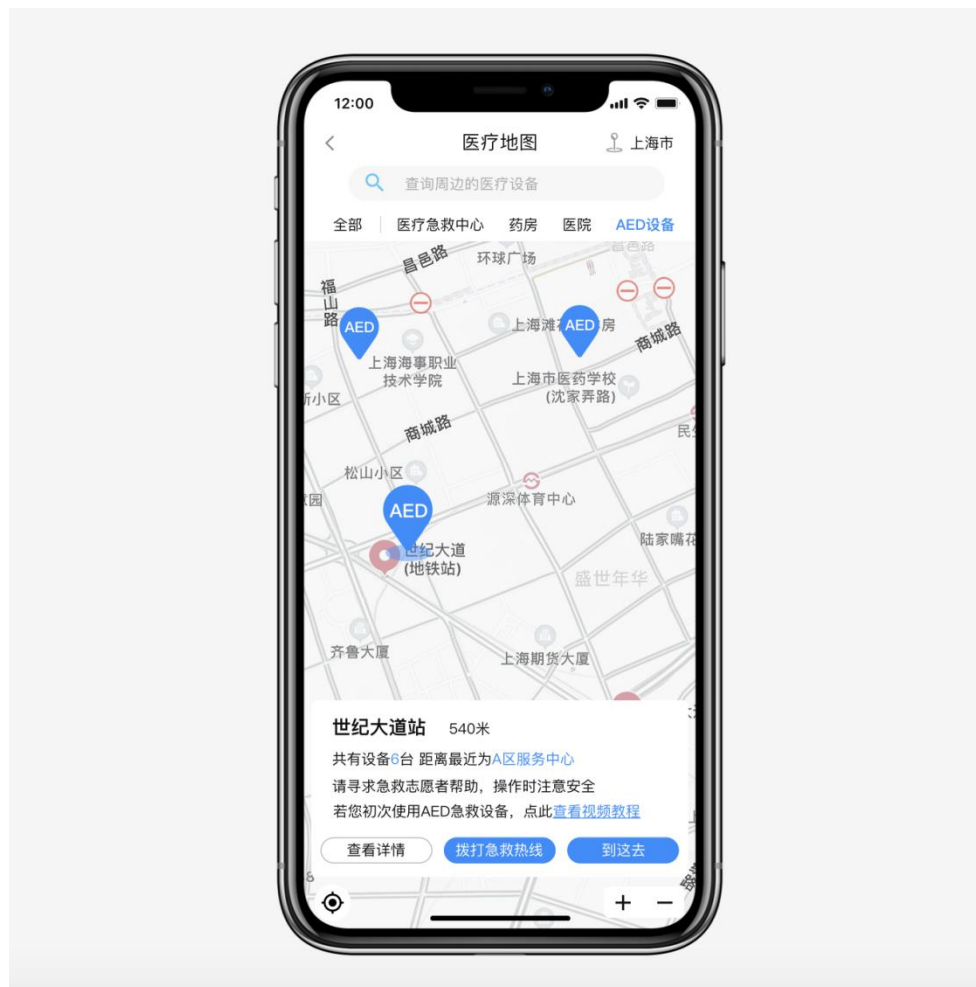 12:00
医疗地图
上海市
查询周边的医疗设备
全部
医疗急救中心
药房
医院
AED设备
昌邑路
环球广场
昌邑路
福山路
AED
上海滩
AED
房
商城路
上海海事职业
技术学院
上海市医药学校
(沈家弄路)
小区
商城路
松山小区
源深体育中心
园
AED
世纪大道
(地铁站)
陆家嘴花
盛世年华
齐鲁大厦
上海期货大厦
世纪大道站 540米
共有设备6台 距离最近为A区服务中心
请寻求急救志愿者帮助，操作时注意安全
若您初次使用AED急救设备，点此查看视频教程
查看详情
拨打急救热线
到这去